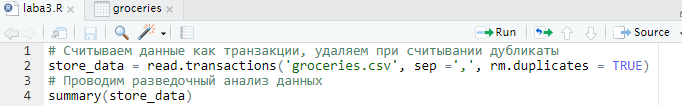 laba3.R
groceries
Run
Source
1 # Считываем данные как транзакции, удаляем при считывании дубликаты
2 store_data = read.transactions('groceries.csv', sep =',', rm.duplicates = TRUE)
3 # Проводим разведочный анализ данных
4 summary(store_data)